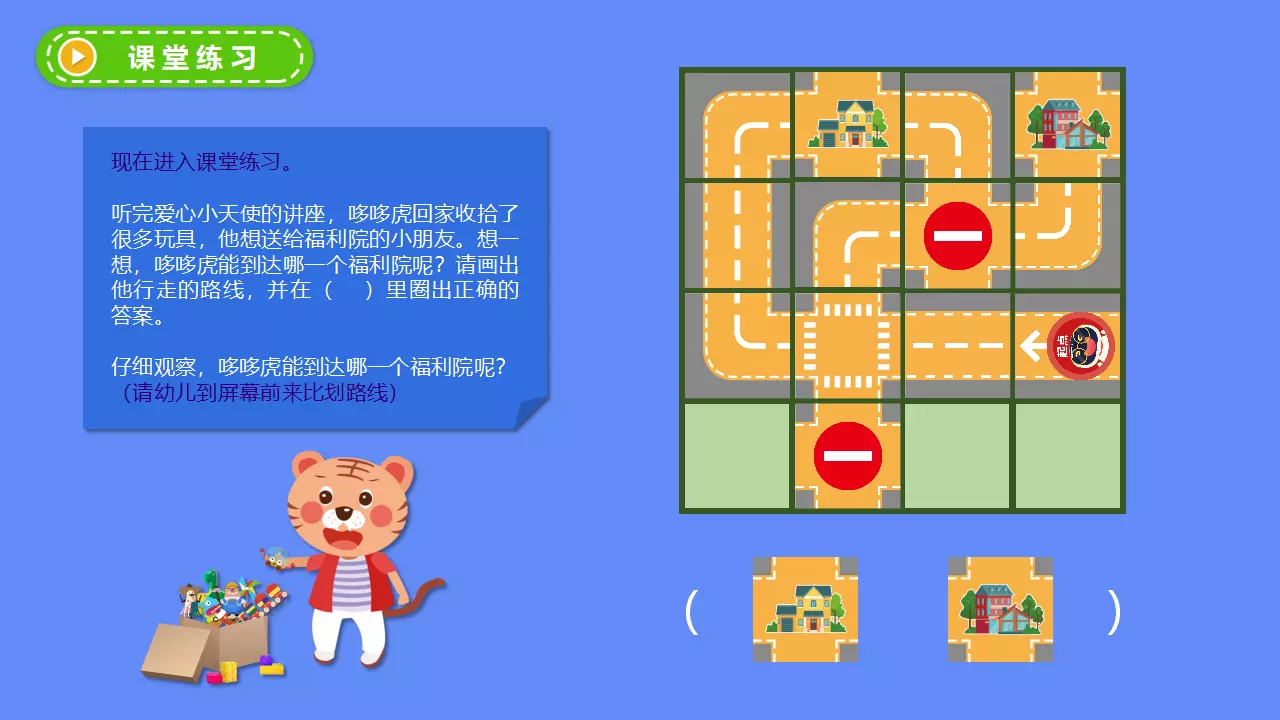 课堂练习
现在进入课堂练习。
听完爱心小天使的讲座，哆哆虎回家收拾了
很多玩具，他想送给福利院的小朋友。想一
想，哆哆虎能到达哪一个福利院呢？请画出
他行走的路线，并在（　）里圈出正确的
答案。
仔细观察，哆哆虎能到达哪一个福利院呢？
（请幼儿到屏幕前来比划路线）
起点
(　)